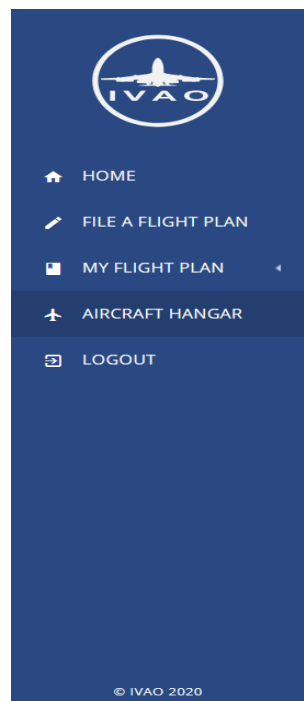 IVAO
HOME
FILE A FLIGHT PLAN
MY FLIGHT PLAN
AIRCRAFT HANGAR
LOGOUT
© IVAO 2020